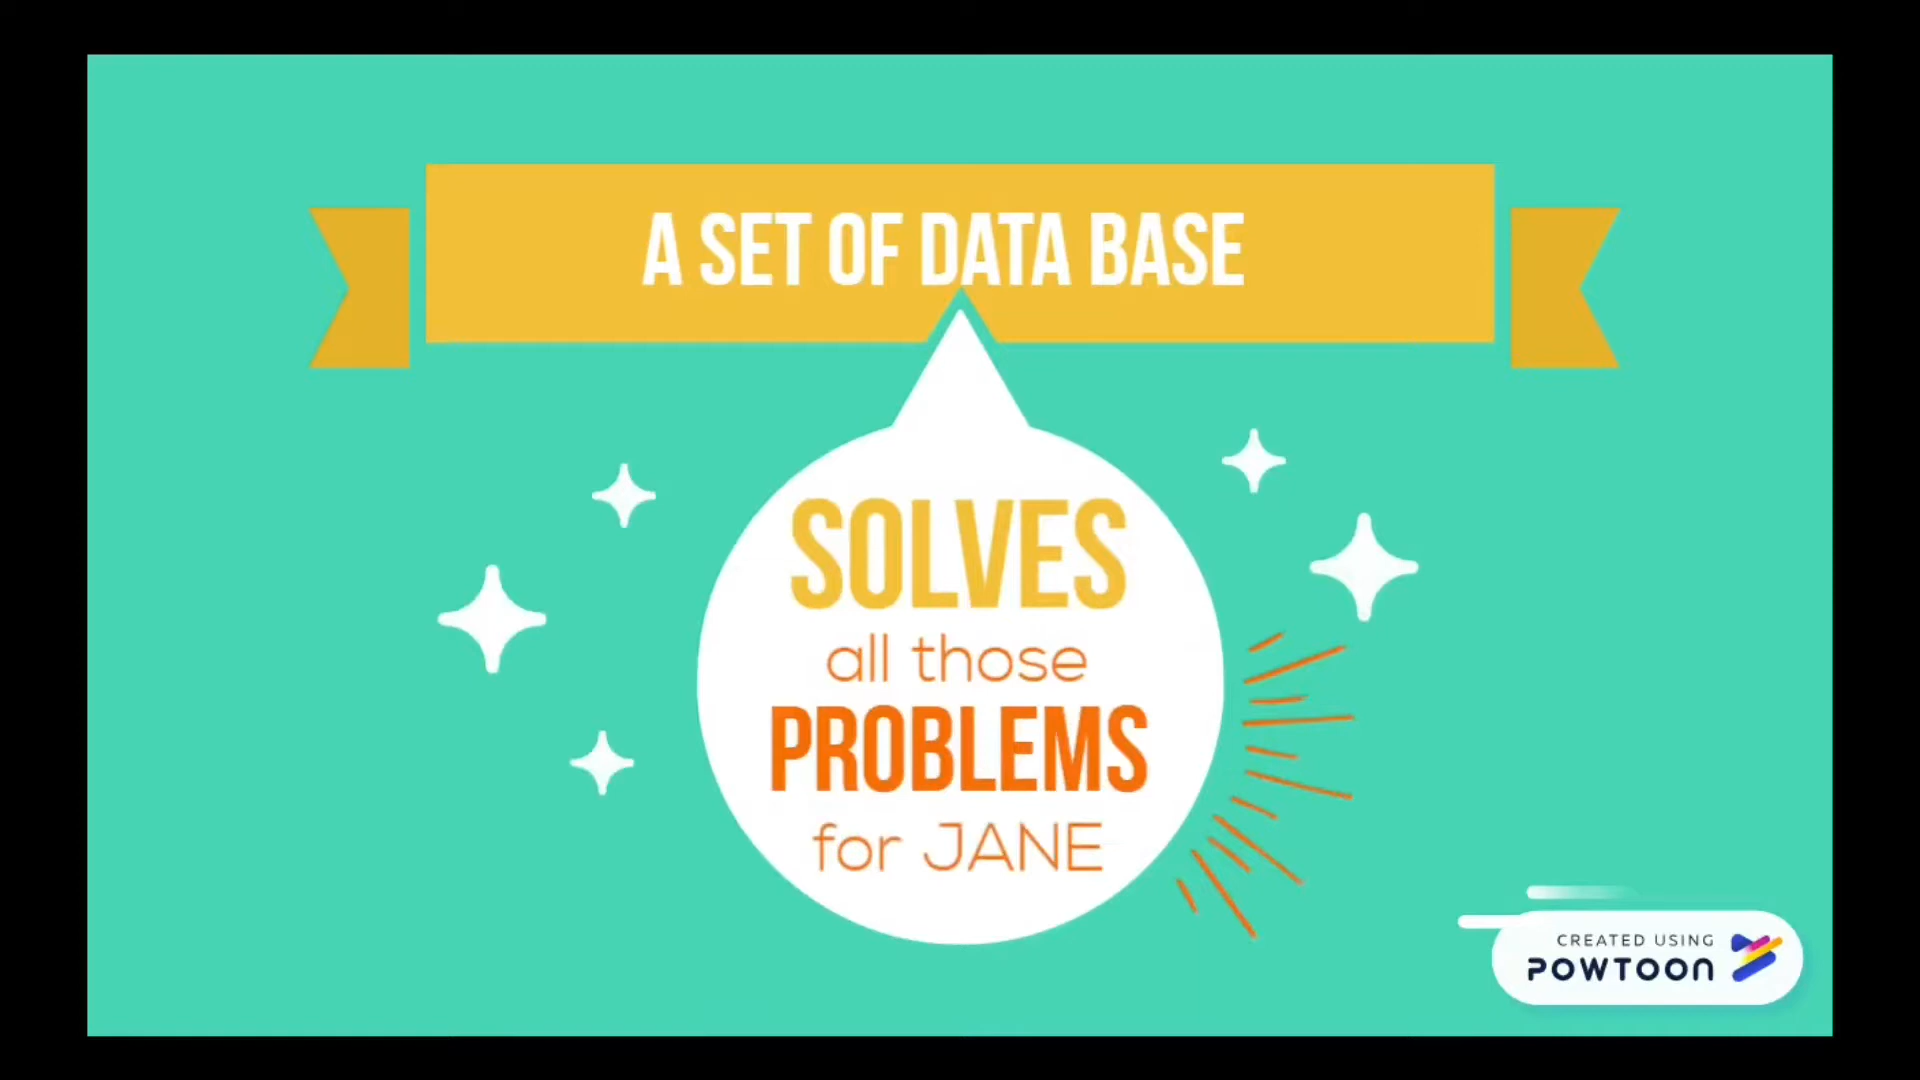 A SET OF DATA BASE
SOLVES
all those
PROBLEMS
for JANE
CREATED USING
POWTOON